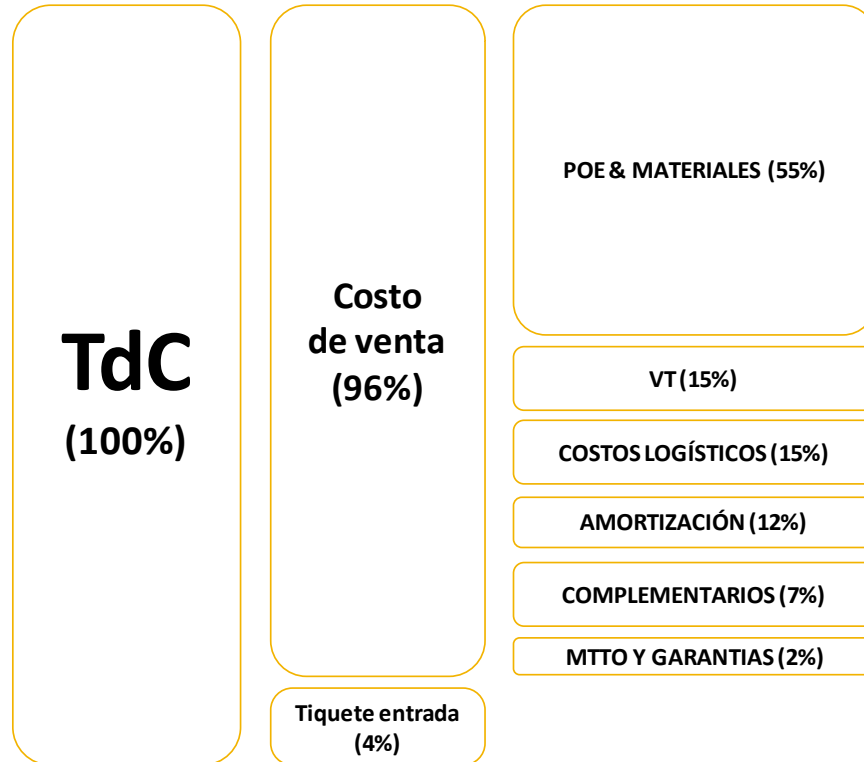 TdC
(100%)
Costo
de venta
(96%)
Tiquete entrada
(4%)
POE & MATERIALES (55%)
VT (15%)
COSTOS LOGÍSTICOS (15%)
AMORTIZACIÓN (12%)
COMPLEMENTARIOS (7%)
MTTO Y GARANTIAS (2%)